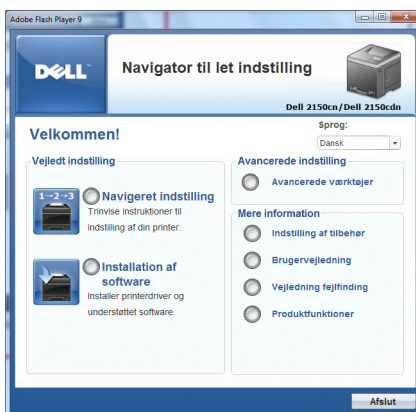 Adobe Flash Player 9
DELL
Navigator til let indstilling
Dell 2150cn/Dell 2150cdn
Velkommen!
Sprog:
Dansk
Vejledt indstilling
1→2→3
Navigeret indstilling
Trinvise instruktioner til
indstilling af din printer.
Installation af
software
Installer printerdriver og
understøttet software.
Avancerede indstilling
Avancerede værktøjer
Mere information
Indstilling af tilbehør
Brugervejledning
Vejledning fejlfinding
Produktfunktioner
Afslut